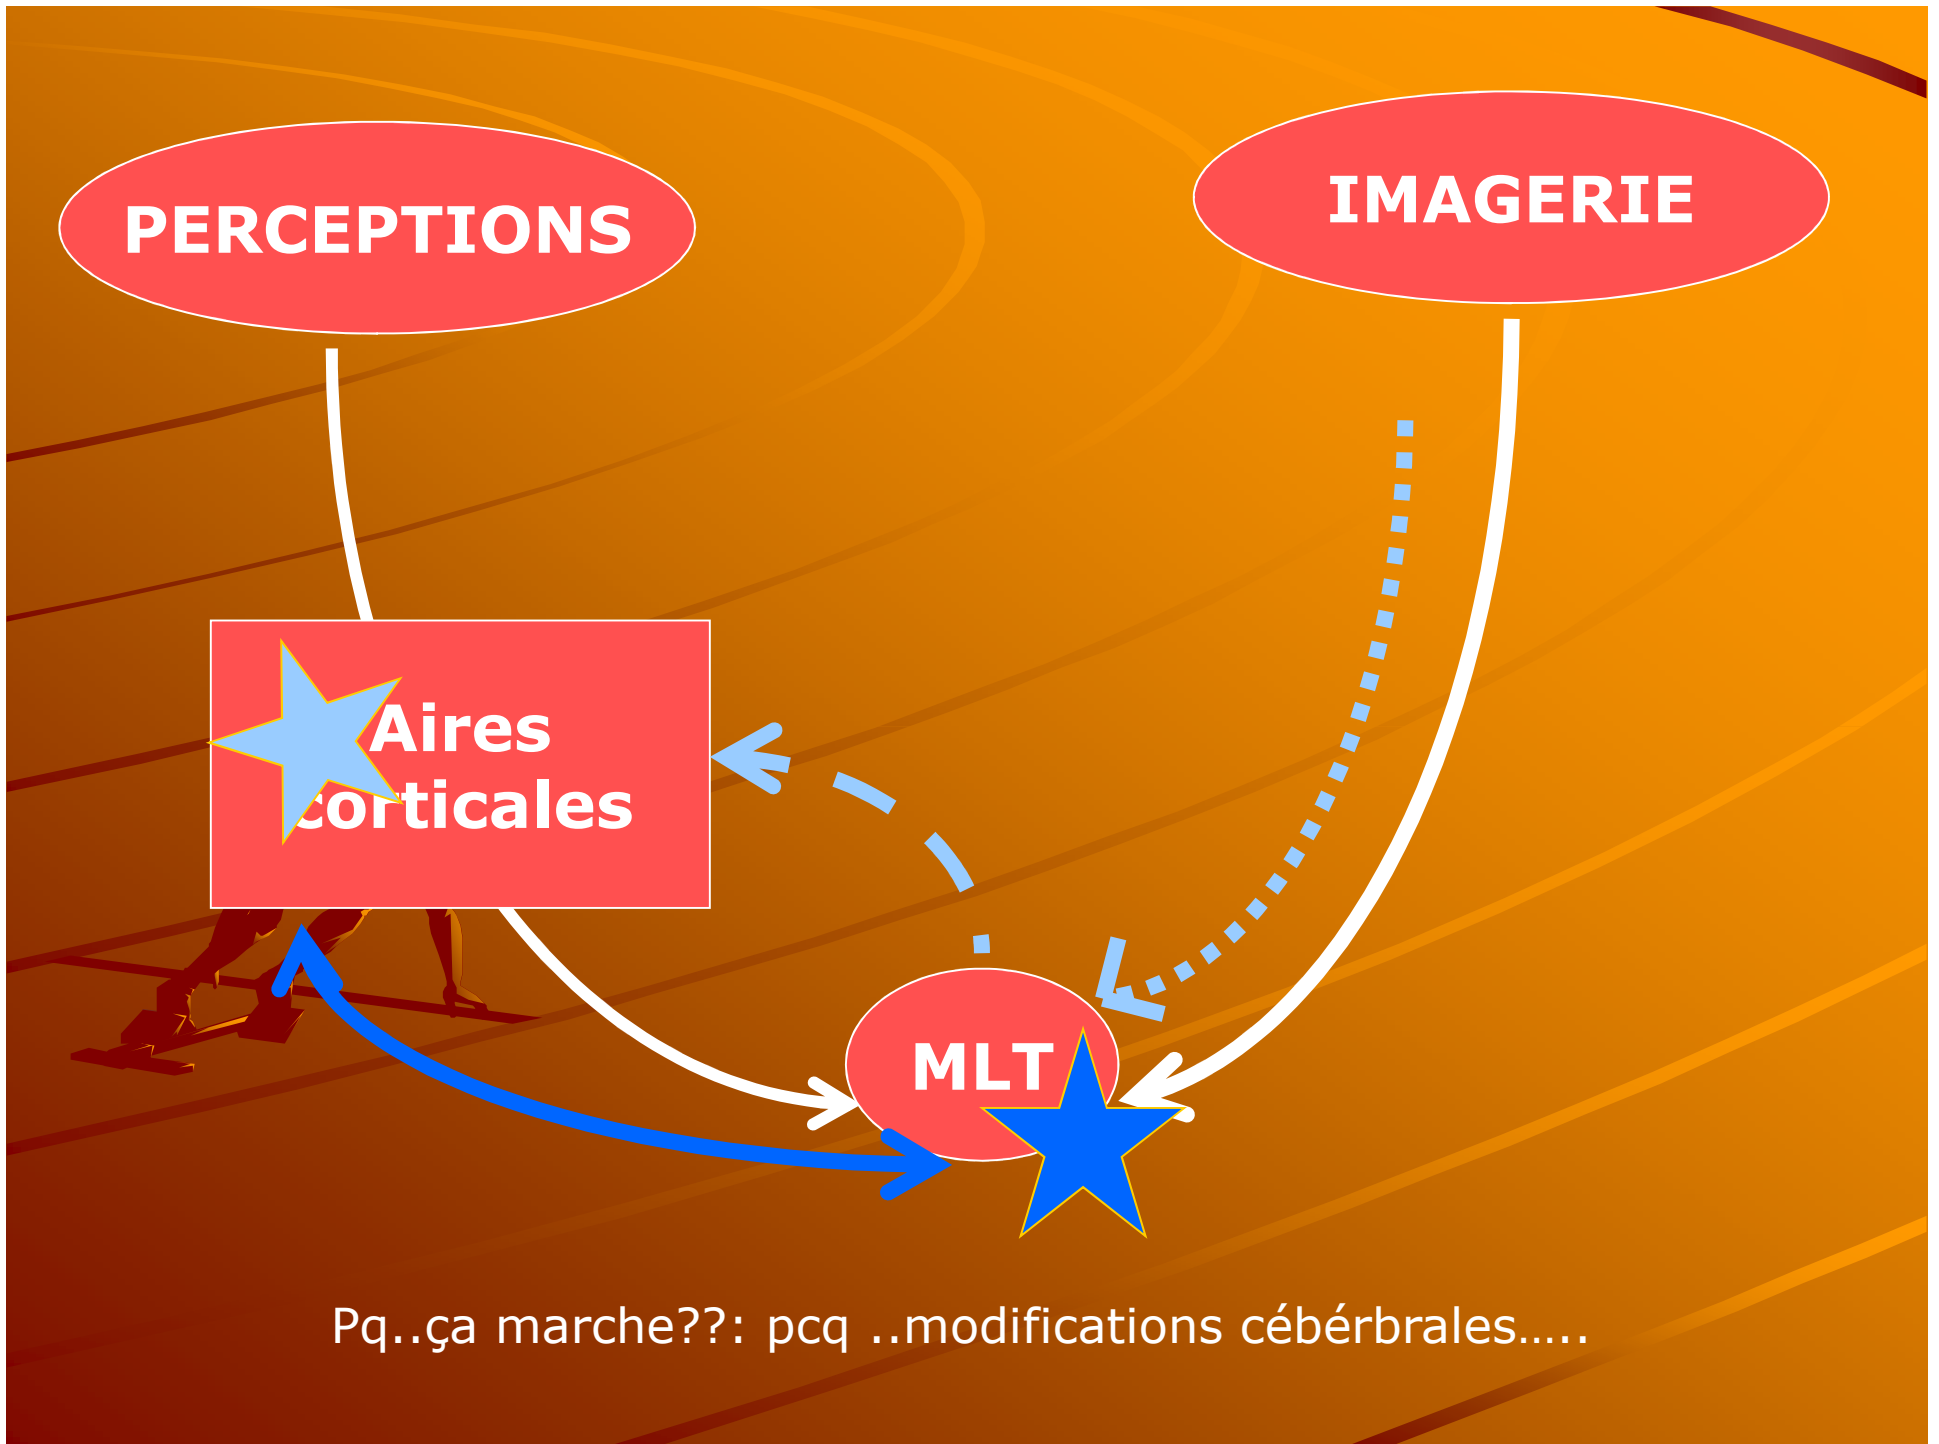 PERCEPTIONS
IMAGERIE
Aires
corticales
MLT
Pq..ça marche??: pcq ..modifications cébérbrales…..